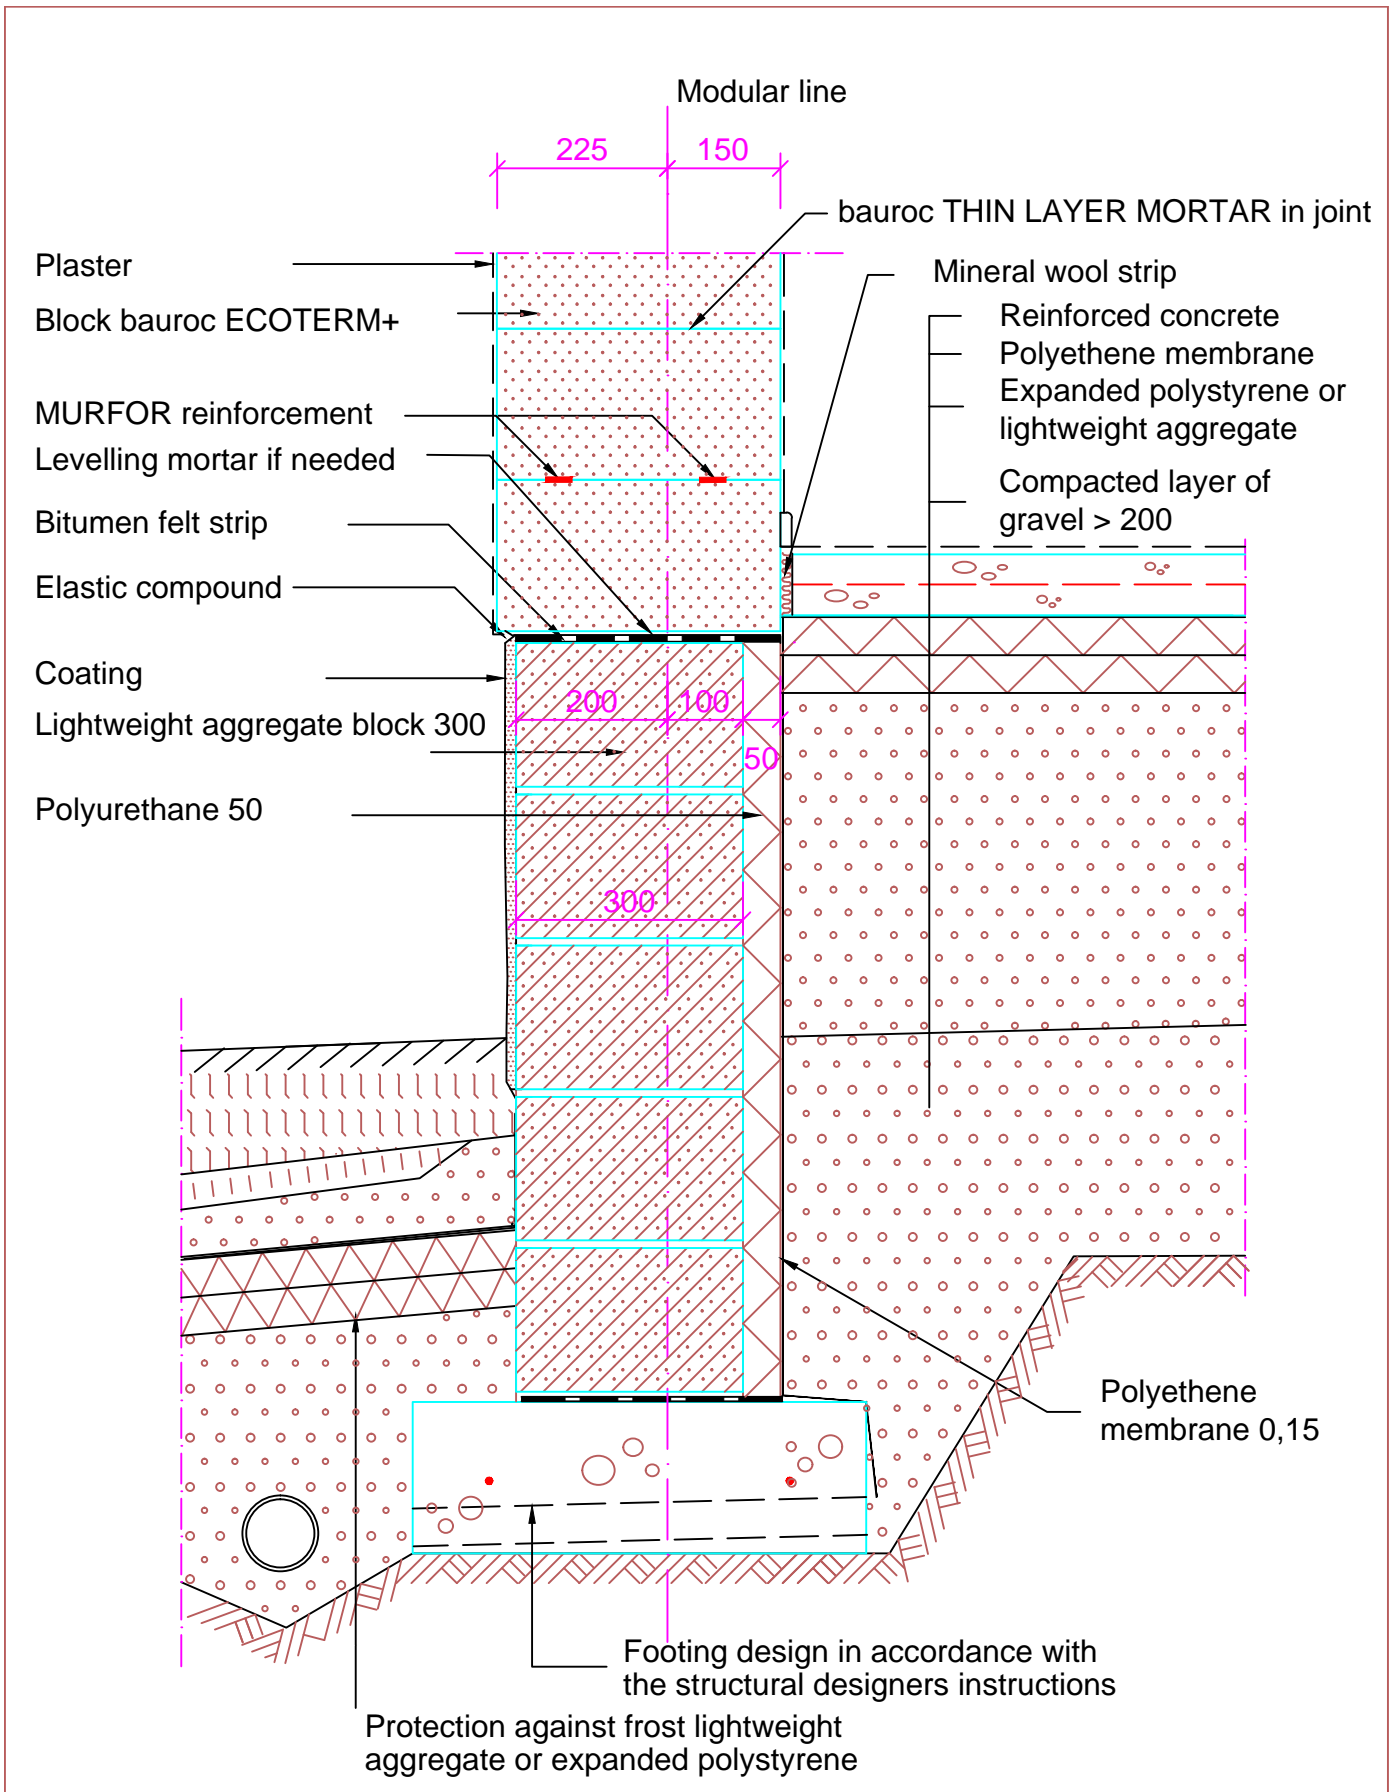 Modular line
225
150
bauroc THIN LAYER MORTAR in joint
Plaster
Mineral wool strip
Block bauroc ECOTERM+
Reinforced concrete
Polyethene membrane
Expanded polystyrene or
lightweight aggregate
MURFOR reinforcement
Levelling mortar if needed
Compacted layer of
gravel > 200
Bitumen felt strip
Elastic compound
Coating
200
100
Lightweight aggregate block 300
50
Polyurethane 50
300
Polyethene
membrane 0,15
Footing design in accordance with
the structural designers instructions
Protection against frost lightweight
aggregate or expanded polystyrene